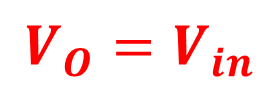 V_O = V_in